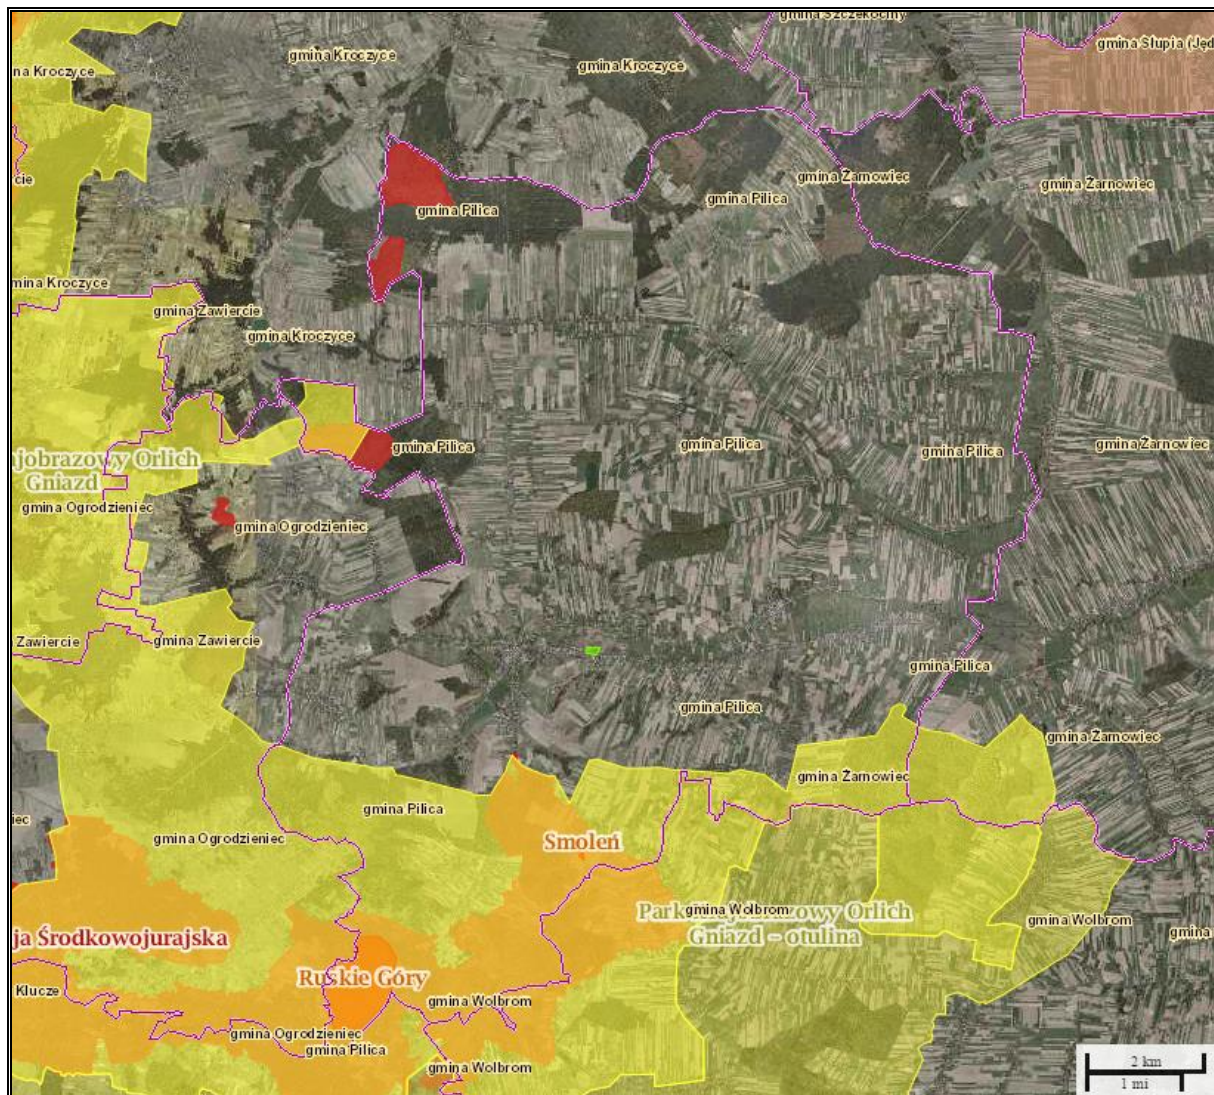 gmina Szczekociny
gmina Słupia (Jęd
gmina Kroczyce
gmina Kroczyce
na Kroczyce
cie
gmina Żarnowiec
gmina Żarnowiec
gmina Pilica
gmina Pilica
mina Kroczyce
gmina Zawiercie
gmina Kroczyce
gmina Pilica
gmina Pilica
gmina Pilica
gmina Żarnowiec
jobrazowy Orlich
Gniazd
gmina Ogrodzieniec
gmina Ogrodzieniec
Zawiercie
gmina Zawiercie
gmina Pilica
gmina Pilica
gmina Żarnowiec
gmina Żarnowiec
gmina Pilica
iec
gmina Ogrodzieniec
Smoleń
gmina Wolbrom
Gniazd – otulina
gmina Wolbrom
gmina
ja Środkowojurajska
Ruskie Góry
Klucze
gmina Wolbrom
gmina Ogrodzieniec
gmina Pilica
gmina Wolbrom
2 km
1 mi